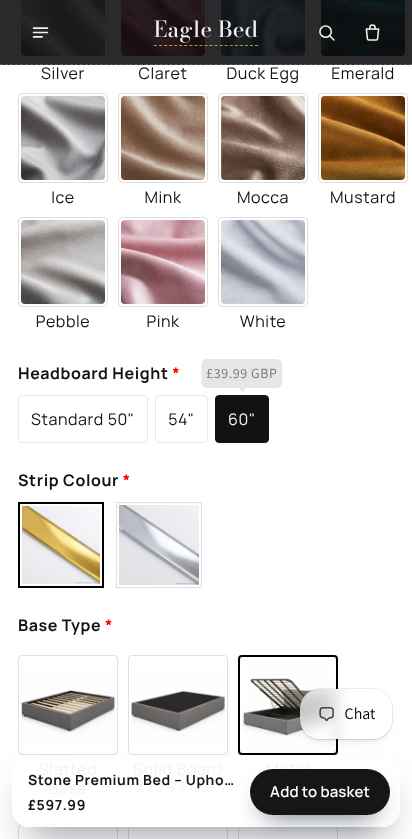 Eagle Bed
Silver Claret Duck Egg Emerald
Ice Mink Mocca Mustard
Pebble Pink White
Headboard Height * £39.99 GBP
Standard 50" 54" 60"
Strip Colour *
Base Type *
Chat
Stone Premium Bed – Upho...
£597.99
Add to basket